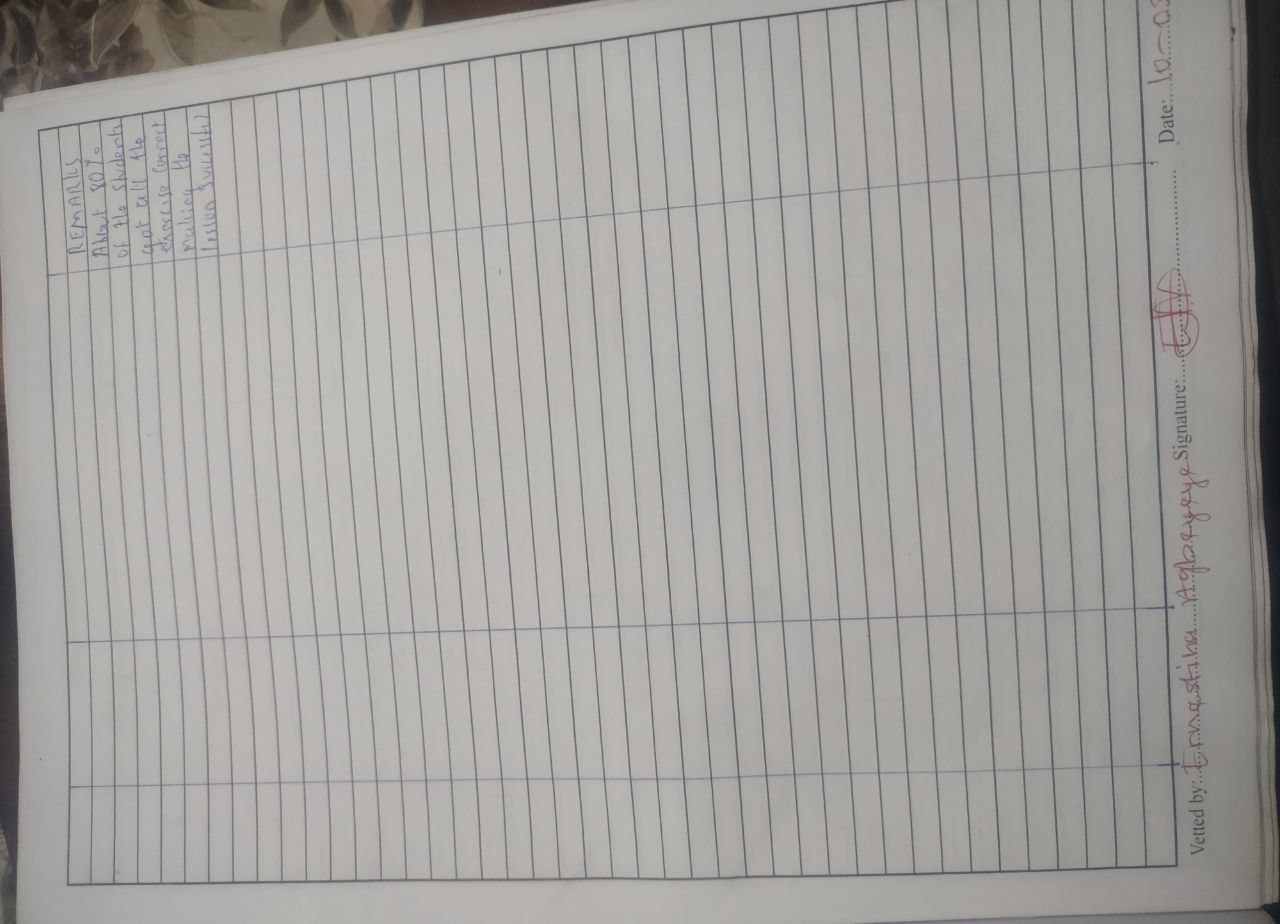 REMARKS
About 80%
of the students
got all the
exercise correct
making the
lesson successful
Vetted by: Ernestina Agbeyeye Signature: Date: 10-03